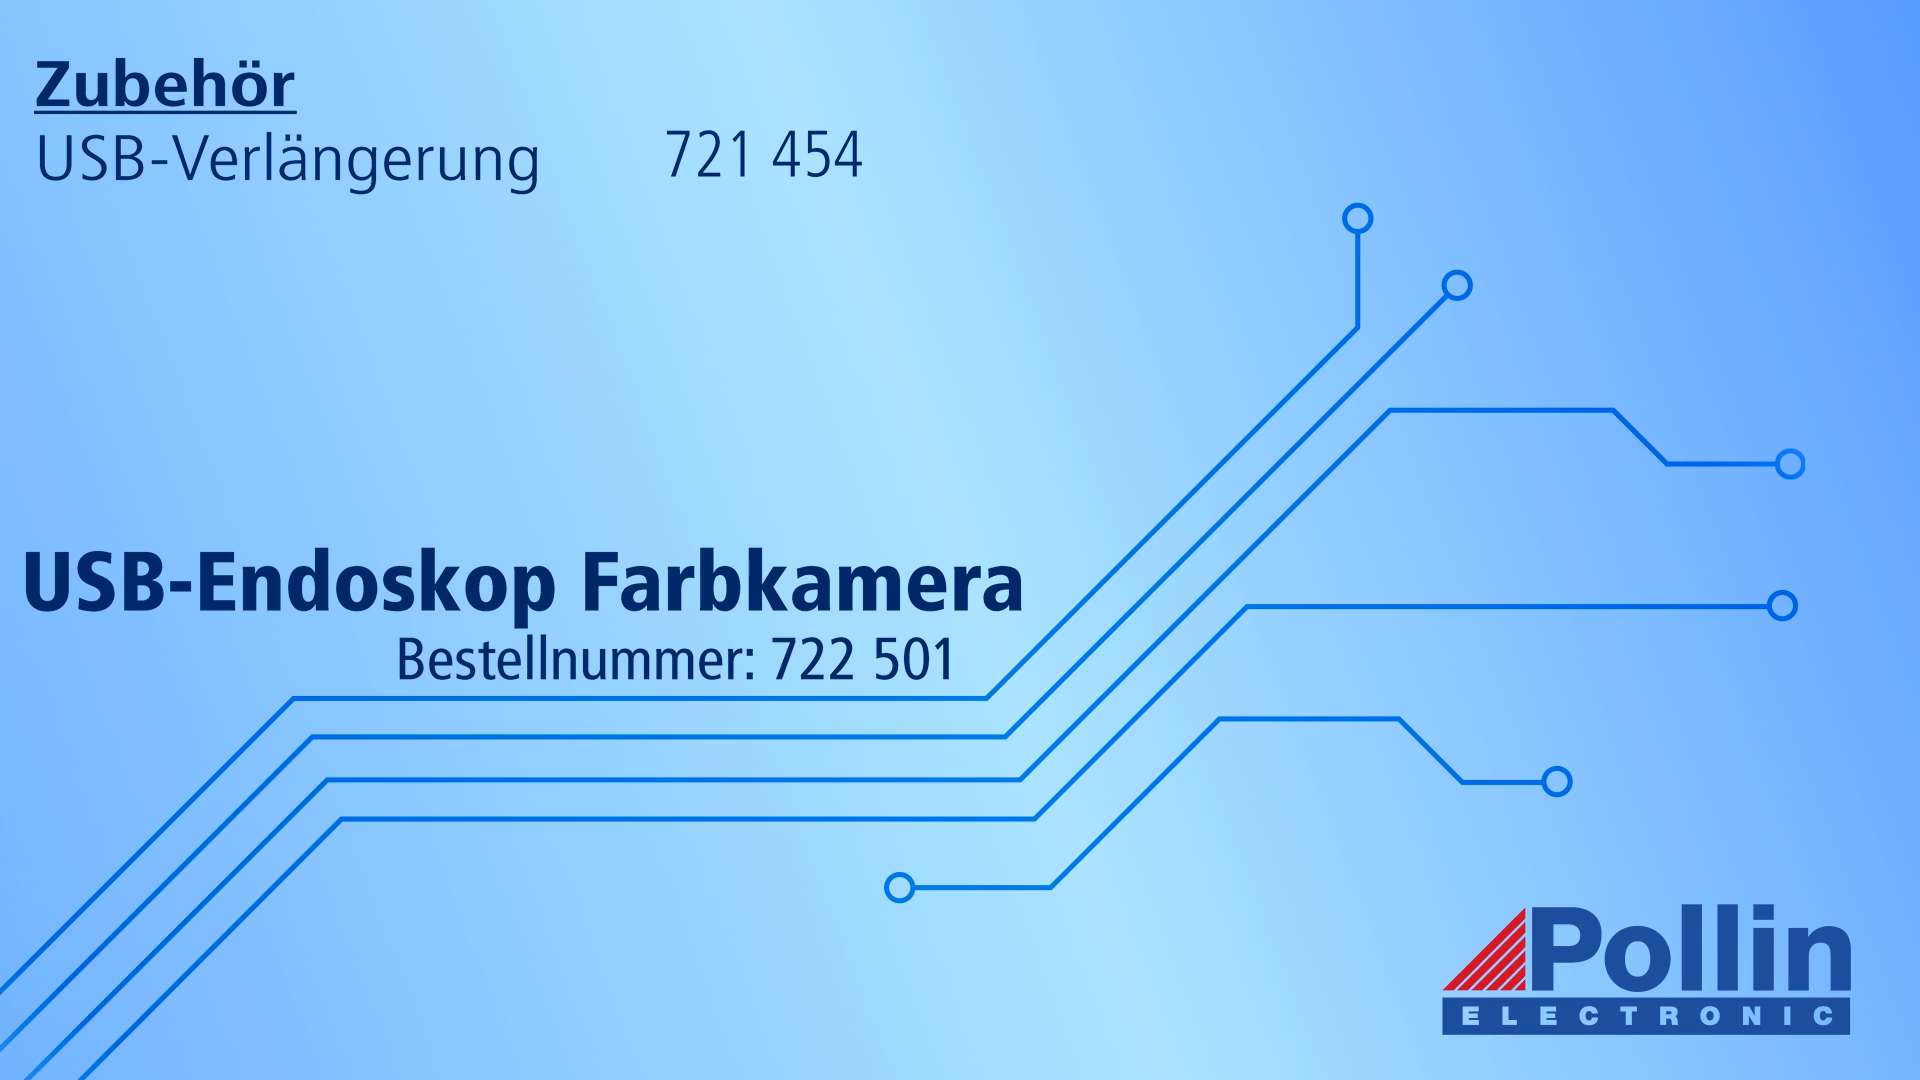 Zubehör
USB-Verlängerung 721 454
USB-Endoskop Farbkamera
Bestellnummer: 722 501
Pollin
ELECTRONIC